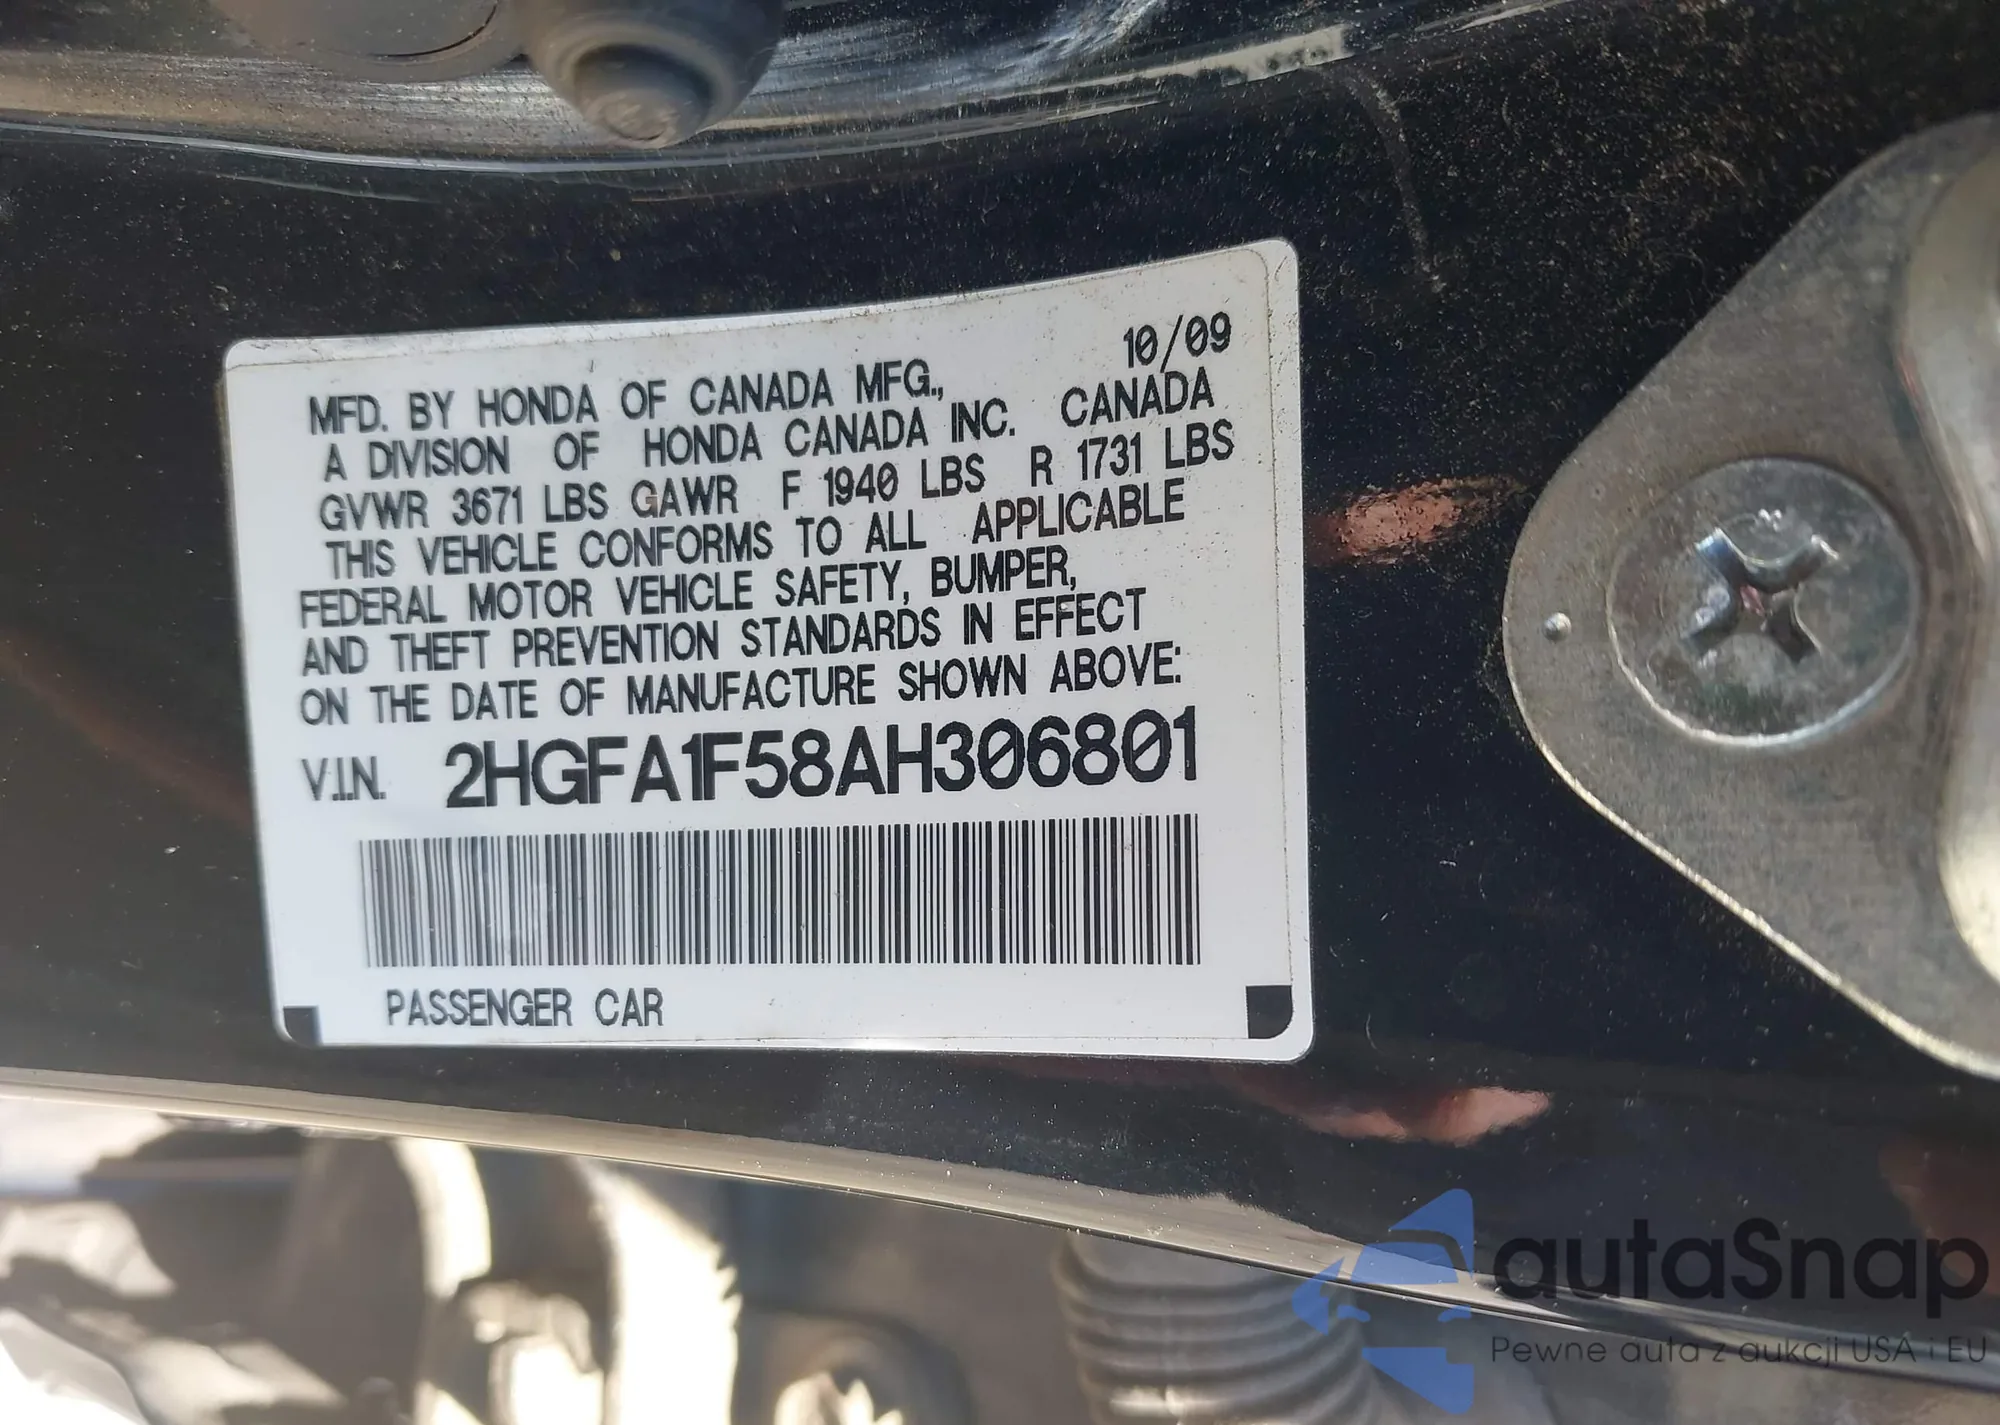 10/09
MFD. BY HONDA OF CANADA MFG.,
A DIVISION OF HONDA CANADA INC. CANADA
GVWR 3671 LBS GAWR F 1940 LBS R 1731 LBS
THIS VEHICLE CONFORMS TO ALL APPLICABLE
FEDERAL MOTOR VEHICLE SAFETY, BUMPER,
AND THEFT PREVENTION STANDARDS IN EFFECT
ON THE DATE OF MANUFACTURE SHOWN ABOVE:
V.I.N. 2HGFA1F58AH306801
PASSENGER CAR
autaSnap
Pewne auta z aukcji USA i EU